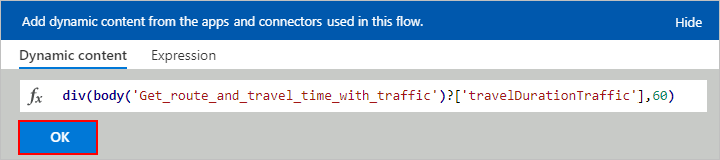 Add dynamic content from the apps and connectors used in this flow. Hide
Dynamic content Expression
fx div(body('Get_route_and_travel_time_with_traffic')?['travelDurationTraffic'],60)
OK